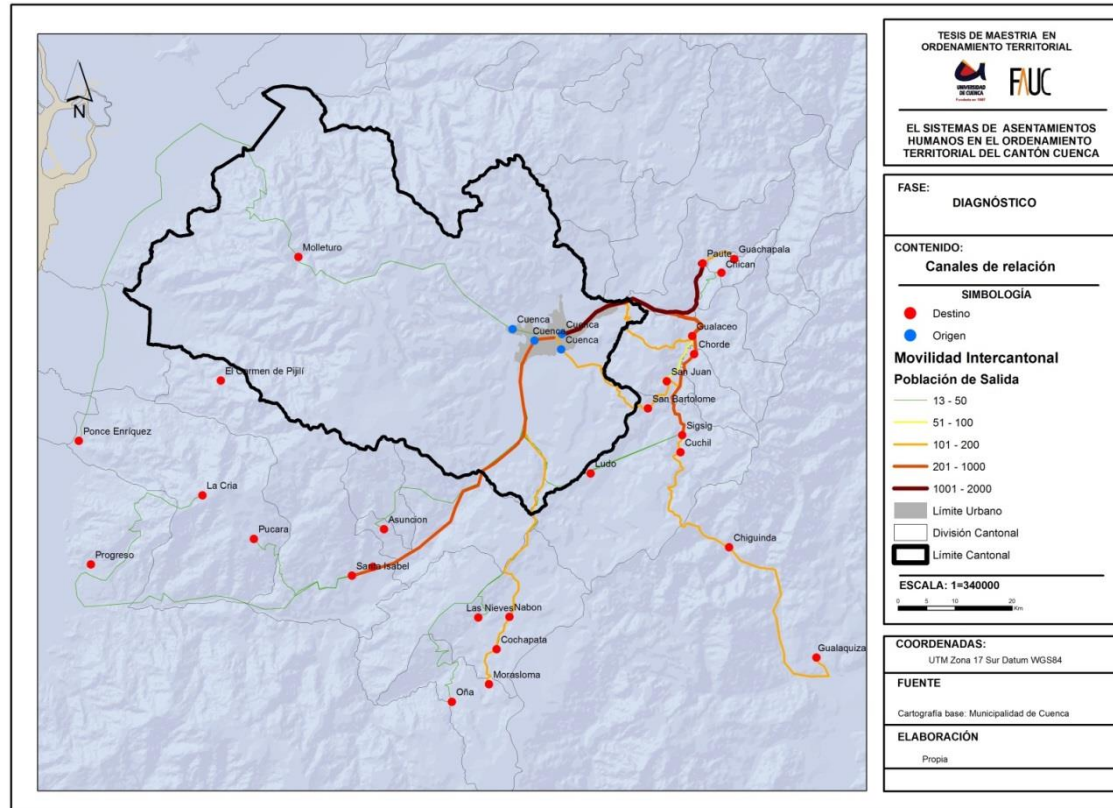 N
Molleturo
Paute
Guachapala
Chican
Cuenca
Cuenca
Cuenca
Cuenca
Gualaceo
Chorde
San Juan
El Carmen de Pijilí
San Bartolome
Ponce Enríquez
Sigsig
Cuchil
Ludo
La Cria
Asuncion
Pucara
Chiguinda
Progreso
Santa Isabel
Las Nieves
Nabon
Cochapata
Gualaquiza
Morasloma
Oña
TESIS DE MAESTRIA EN
ORDENAMIENTO TERRITORIAL
UNIVERSIDAD
DE CUENCA
Fundada en 1867
FAUC
EL SISTEMAS DE ASENTAMIENTOS
HUMANOS EN EL ORDENAMIENTO
TERRITORIAL DEL CANTÓN CUENCA
FASE:
DIAGNÓSTICO
CONTENIDO:
Canales de relación
SIMBOLOGÍA
Destino
Origen
Movilidad Intercantonal
Población de Salida
13 - 50
51 - 100
101 - 200
201 - 1000
1001 - 2000
Límite Urbano
División Cantonal
Límite Cantonal
ESCALA: 1=340000
0 5 10 20
Km
COORDENADAS:
UTM Zona 17 Sur Datum WGS84
FUENTE
Cartografía base: Municipalidad de Cuenca
ELABORACIÓN
Propia